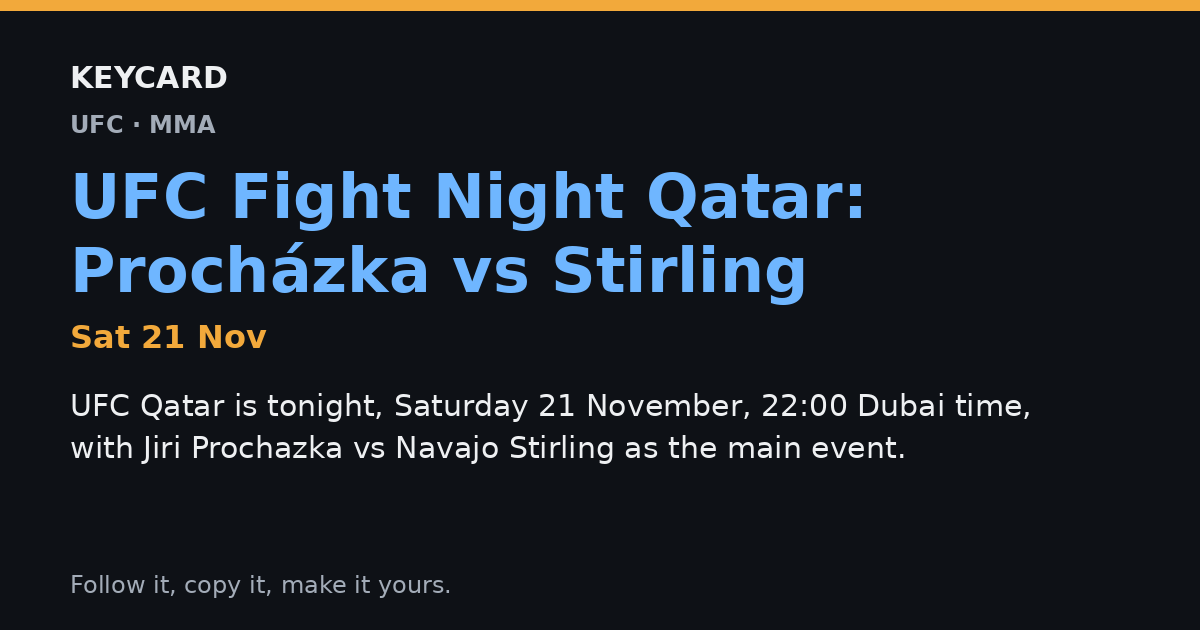 KEYCARD
UFC · MMA
UFC Fight Night Qatar:
Procházka vs Stirling
Sat 21 Nov
UFC Qatar is tonight, Saturday 21 November, 22:00 Dubai time,
with Jiri Prochazka vs Navajo Stirling as the main event.
Follow it, copy it, make it yours.